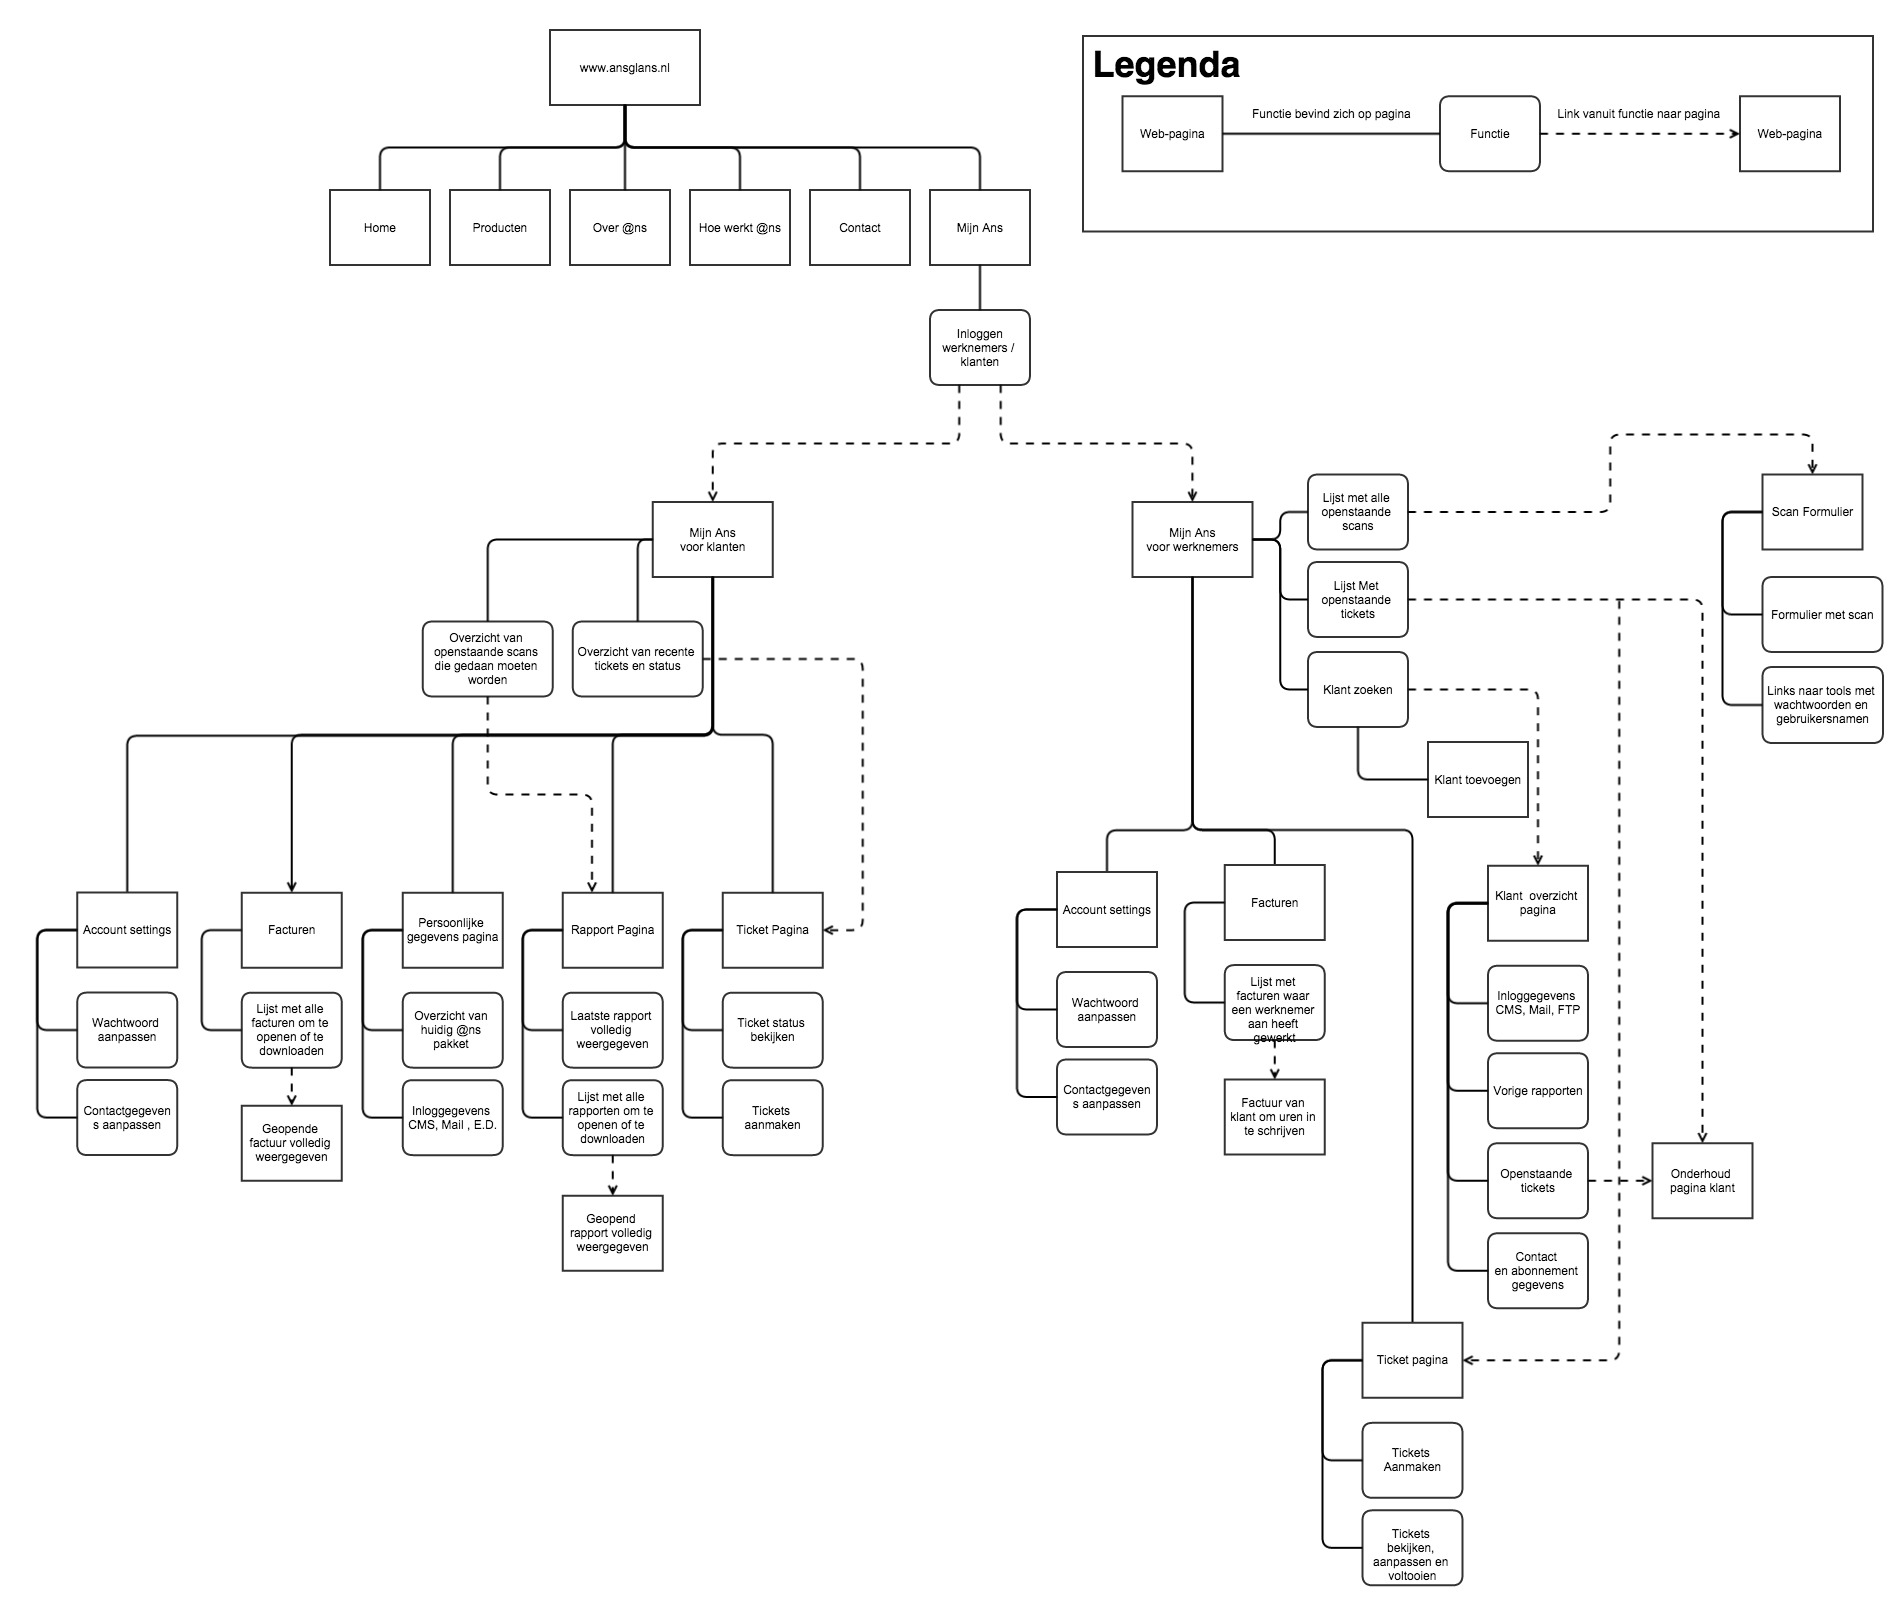 www.ansglans.nl
Legenda
Web-pagina
Functie bevind zich op pagina
Functie
Link vanuit functie naar pagina
Web-pagina
Home
Producten
Over @ns
Hoe werkt @ns
Contact
Mijn Ans
Inloggen
werknemers /
klanten
Mijn Ans
voor klanten
Overzicht van
openstaande scans
die gedaan moeten
worden
Overzicht van recente
tickets en status
Account settings
Wachtwoord
aanpassen
Contactgegeven
s aanpassen
Facturen
Lijst met alle
facturen om te
openen of te
downloaden
Geopende
factuur volledig
weergegeven
Persoonlijke
gegevens pagina
Overzicht van
huidig @ns
pakket
Inloggegevens
CMS, Mail , E.D.
Rapport Pagina
Laatste rapport
volledig
weergegeven
Lijst met alle
rapporten om te
openen of te
downloaden
Geopend
rapport volledig
weergegeven
Ticket Pagina
Ticket status
bekijken
Tickets
aanmaken
Mijn Ans
voor werknemers
Lijst met alle
openstaande
scans
Lijst Met
openstaande
tickets
Klant zoeken
Klant toevoegen
Scan Formulier
Formulier met scan
Links naar tools met
wachtwoorden en
gebruikersnamen
Account settings
Wachtwoord
aanpassen
Contactgegeven
s aanpassen
Facturen
Lijst met
facturen waar
een werknemer
aan heeft
gewerkt
Factuur van
klant om uren in
te schrijven
Klant  overzicht
pagina
Inloggegevens
CMS, Mail, FTP
Vorige rapporten
Openstaande
tickets
Contact
en abonnement
gegevens
Onderhoud
pagina klant
Ticket pagina
Tickets
Aanmaken
Tickets
bekijken,
aanpassen en
voltooien